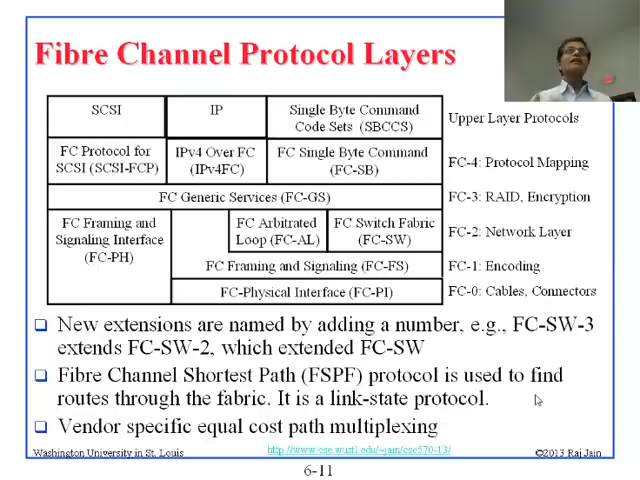 Fibre Channel Protocol Layers
SCSI
IP
Single Byte Command
Code Sets (SBCCS)
Upper Layer Protocols
FC Protocol for
SCSI (SCSI-FCP)
IPv4 Over FC
(IPv4FC)
FC Single Byte Command
(FC-SB)
FC-4: Protocol Mapping
FC Generic Services (FC-GS)
FC-3: RAID, Encryption
FC Framing and
Signaling Interface
(FC-PH)
FC Arbitrated
Loop (FC-AL)
FC Switch Fabric
(FC-SW)
FC-2: Network Layer
FC Framing and Signaling (FC-FS)
FC-1: Encoding
FC-Physical Interface (FC-PI)
FC-0: Cables, Connectors
New extensions are named by adding a number, e.g., FC-SW-3
extends FC-SW-2, which extended FC-SW
Fibre Channel Shortest Path (FSPF) protocol is used to find
routes through the fabric. It is a link-state protocol.
Vendor specific equal cost path multiplexing
Washington University in St. Louis
http://www.cse.wustl.edu/~jain/cse570-13/
©2013 Raj Jain
6-11